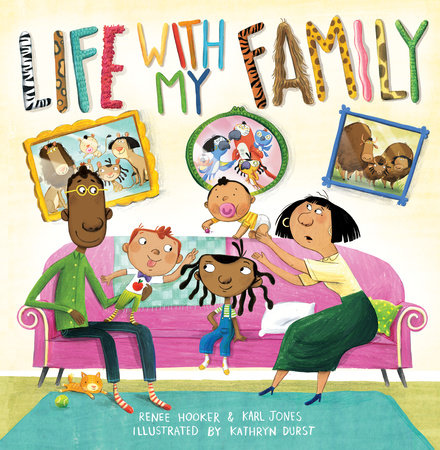 LIFE WITH MY FAMILY
RENEE HOOKER & KARL JONES
ILLUSTRATED BY KATHRYN DURST